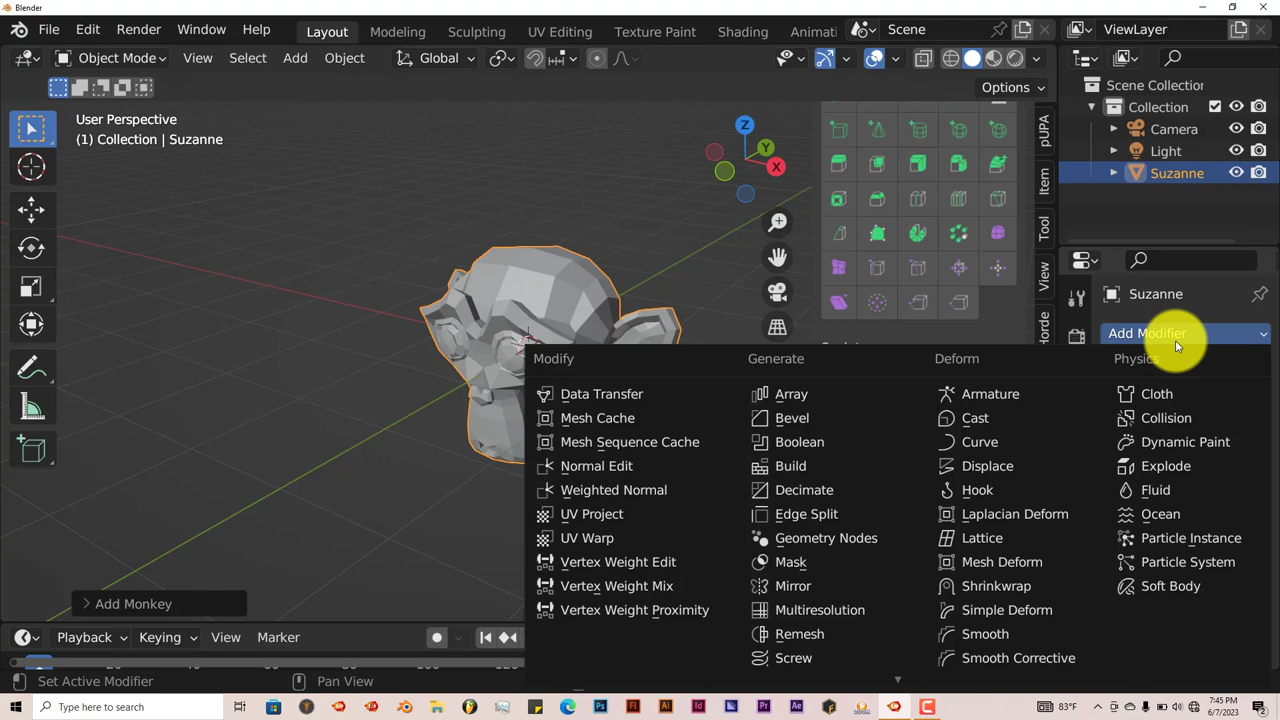 Blender
File Edit Render Window Help Layout Modeling Sculpting UV Editing Texture Paint Shading Scene ViewLayer
Object Mode View Select Add Object Global
Options
User Perspective
(1) Collection | Suzanne
Z
Y
X
pUPA
Item
Tool
View
Horde
Scene Collection
Collection
Camera
Light
Suzanne
Suzanne
Add Modifier
Modify Generate Deform Physics
Data Transfer Array Armature Cloth
Mesh Cache Bevel Cast Collision
Mesh Sequence Cache Boolean Curve Dynamic Paint
Normal Edit Build Displace Explode
Weighted Normal Decimate Hook Fluid
UV Project Edge Split Laplacian Deform Ocean
UV Warp Geometry Nodes Lattice Particle Instance
Vertex Weight Edit Mask Mesh Deform Particle System
Vertex Weight Mix Mirror Shrinkwrap Soft Body
Vertex Weight Proximity Multiresolution Simple Deform
Remesh Smooth
Screw Smooth Corrective
Add Monkey
Playback Keying View Marker
Set Active Modifier Pan View
Type here to search
83°F
7:45 PM
6/7/2023